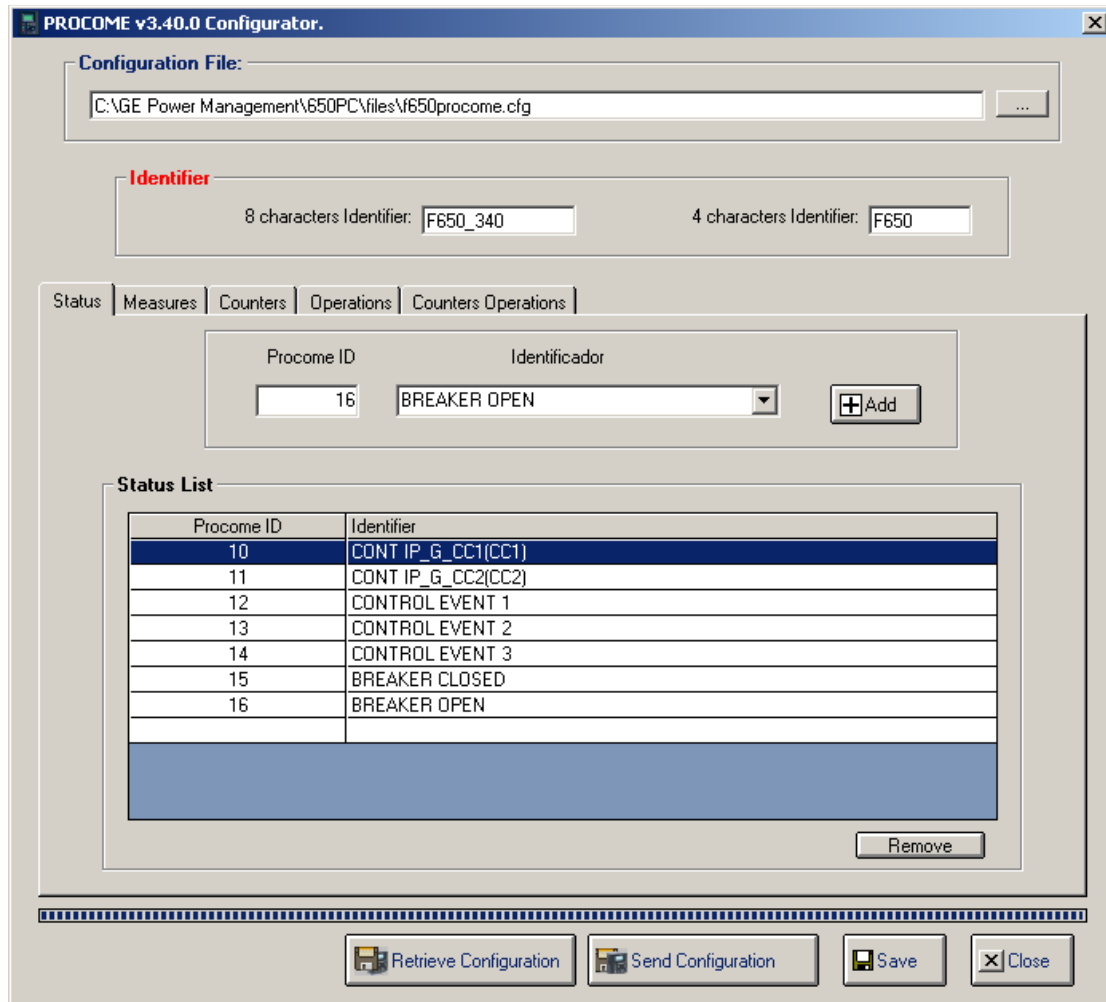 PROCOME v3.40.0 Configurator.
Configuration File:
C:\GE Power Management\650PC\files\f650procome.cfg
...
Identifier
8 characters Identifier: F650_340 4 characters Identifier: F650
Status Measures Counters Operations Counters Operations
Procome ID Identificador
16 BREAKER OPEN Add
Status List
Procome ID Identifier
10 CONT IP_G_CC1(CC1)
11 CONT IP_G_CC2(CC2)
12 CONTROL EVENT 1
13 CONTROL EVENT 2
14 CONTROL EVENT 3
15 BREAKER CLOSED
16 BREAKER OPEN
Remove
Retrieve Configuration Send Configuration Save Close